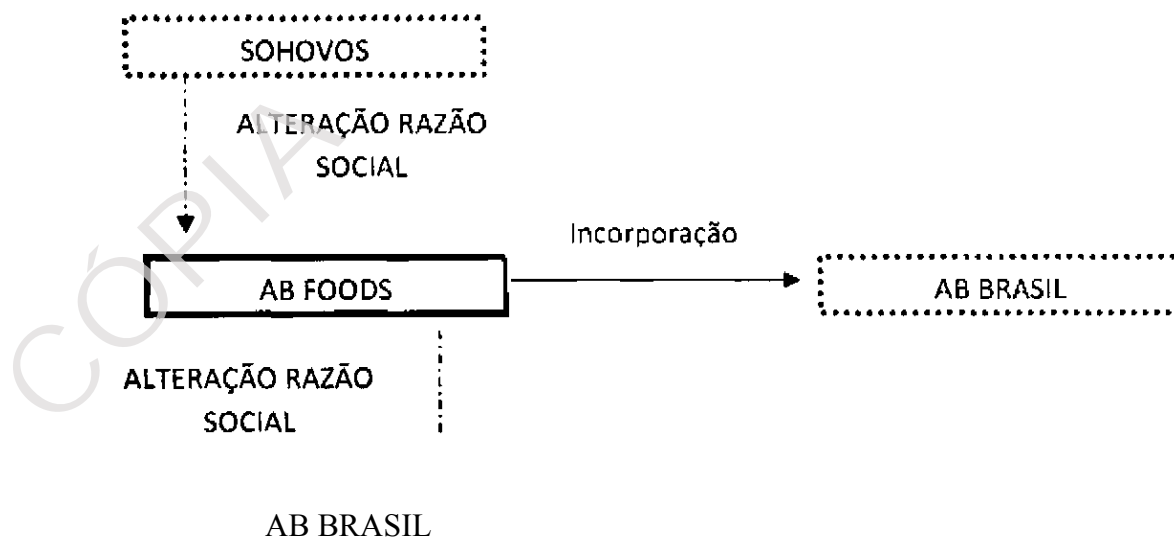 SOHOVOS
ALTERAÇÃO RAZÃO
SOCIAL
Incorporação
AB FOODS
AB BRASIL
ALTERAÇÃO RAZÃO
SOCIAL
AB BRASIL
CÓPIA